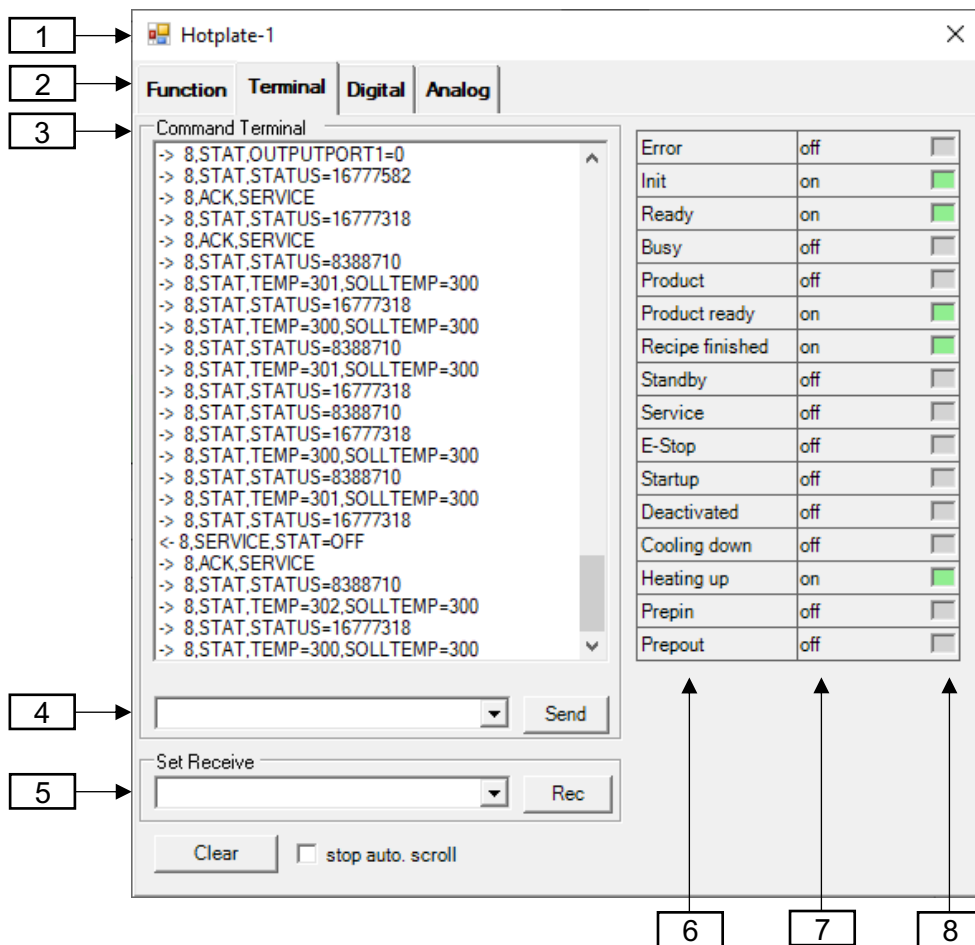 1
Hotplate-1
2
Function Terminal Digital Analog
3
Command Terminal
-> 8,STAT,OUTPUTPORT1=0
-> 8,STAT,STATUS=16777582
-> 8,ACK,SERVICE
-> 8,STAT,STATUS=16777318
-> 8,ACK,SERVICE
-> 8,STAT,STATUS=8388710
-> 8,STAT,TEMP=301,SOLLTEMP=300
-> 8,STAT,STATUS=16777318
-> 8,STAT,TEMP=300,SOLLTEMP=300
-> 8,STAT,STATUS=8388710
-> 8,STAT,TEMP=301,SOLLTEMP=300
-> 8,STAT,STATUS=16777318
-> 8,STAT,STATUS=8388710
-> 8,STAT,STATUS=16777318
-> 8,STAT,TEMP=300,SOLLTEMP=300
-> 8,STAT,STATUS=8388710
-> 8,STAT,TEMP=301,SOLLTEMP=300
-> 8,STAT,STATUS=16777318
<- 8,SERVICE,STAT=OFF
-> 8,ACK,SERVICE
-> 8,STAT,STATUS=8388710
-> 8,STAT,TEMP=302,SOLLTEMP=300
-> 8,STAT,STATUS=16777318
-> 8,STAT,TEMP=300,SOLLTEMP=300
Error off
Init on
Ready on
Busy off
Product off
Product ready on
Recipe finished on
Standby off
Service off
E-Stop off
Startup off
Deactivated off
Cooling down off
Heating up on
Prepin off
Prepout off
4
Send
Set Receive
5
Rec
Clear stop auto. scroll
6 7 8